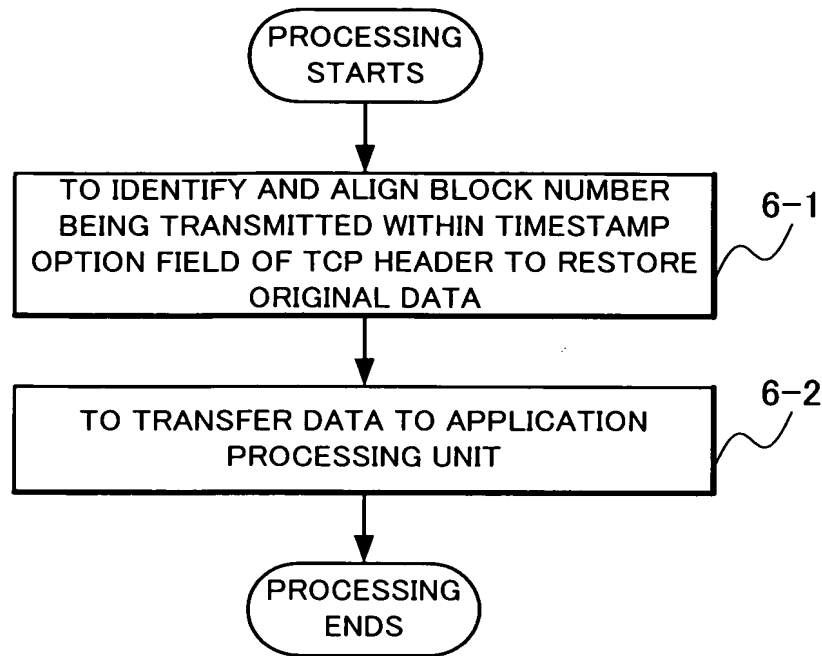 PROCESSING
STARTS
TO IDENTIFY AND ALIGN BLOCK NUMBER
BEING TRANSMITTED WITHIN TIMESTAMP
OPTION FIELD OF TCP HEADER TO RESTORE
ORIGINAL DATA
6-1
TO TRANSFER DATA TO APPLICATION
PROCESSING UNIT
6-2
PROCESSING
ENDS